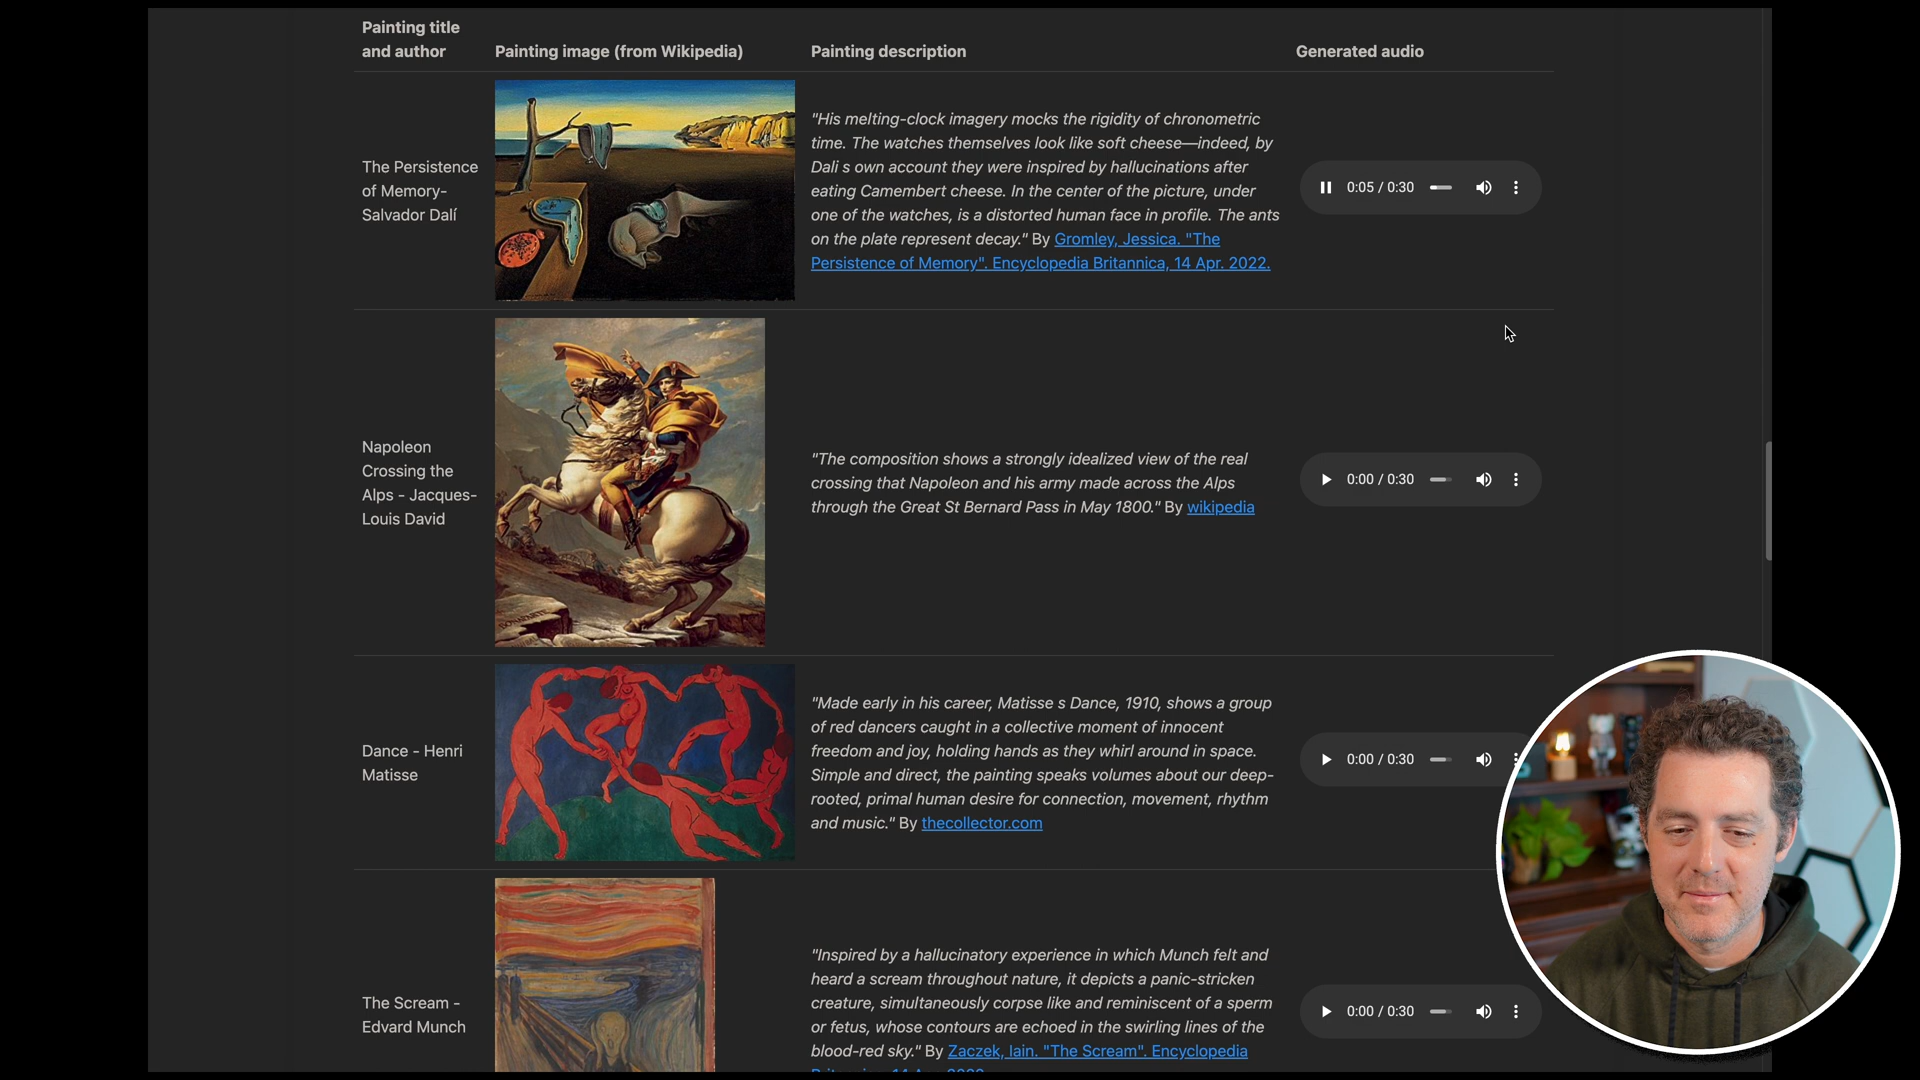 Painting title
and author
Painting image (from Wikipedia)
Painting description
Generated audio
The Persistence
of Memory-
Salvador Dalí
"His melting-clock imagery mocks the rigidity of chronometric
time. The watches themselves look like soft cheese—indeed, by
Dali s own account they were inspired by hallucinations after
eating Camembert cheese. In the center of the picture, under
one of the watches, is a distorted human face in profile. The ants
on the plate represent decay." By Gromley, Jessica. "The
Persistence of Memory". Encyclopedia Britannica, 14 Apr. 2022.
0:05 / 0:30
Napoleon
Crossing the
Alps - Jacques-
Louis David
"The composition shows a strongly idealized view of the real
crossing that Napoleon and his army made across the Alps
through the Great St Bernard Pass in May 1800." By wikipedia
0:00 / 0:30
Dance - Henri
Matisse
"Made early in his career, Matisse s Dance, 1910, shows a group
of red dancers caught in a collective moment of innocent
freedom and joy, holding hands as they whirl around in space.
Simple and direct, the painting speaks volumes about our deep-
rooted, primal human desire for connection, movement, rhythm
and music." By thecollector.com
0:00 / 0:30
The Scream -
Edvard Munch
"Inspired by a hallucinatory experience in which Munch felt and
heard a scream throughout nature, it depicts a panic-stricken
creature, simultaneously corpse like and reminiscent of a sperm
or fetus, whose contours are echoed in the swirling lines of the
blood-red sky." By Zaczek, Iain. "The Scream". Encyclopedia
0:00 / 0:30